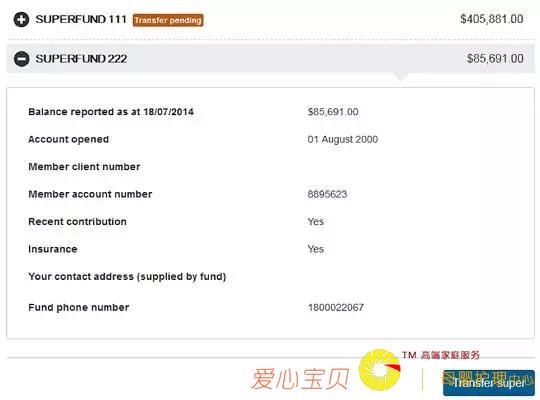 SUPERFUND 111 Transfer pending $405,881.00
SUPERFUND 222 $85,691.00
Balance reported as at 18/07/2014 $85,691.00
Account opened 01 August 2000
Member client number
Member account number 8895623
Recent contribution Yes
Insurance Yes
Your contact address (supplied by fund)
Fund phone number 1800022067
TM 高端家庭服务
爱心宝贝 母婴护理中心
Transfer super